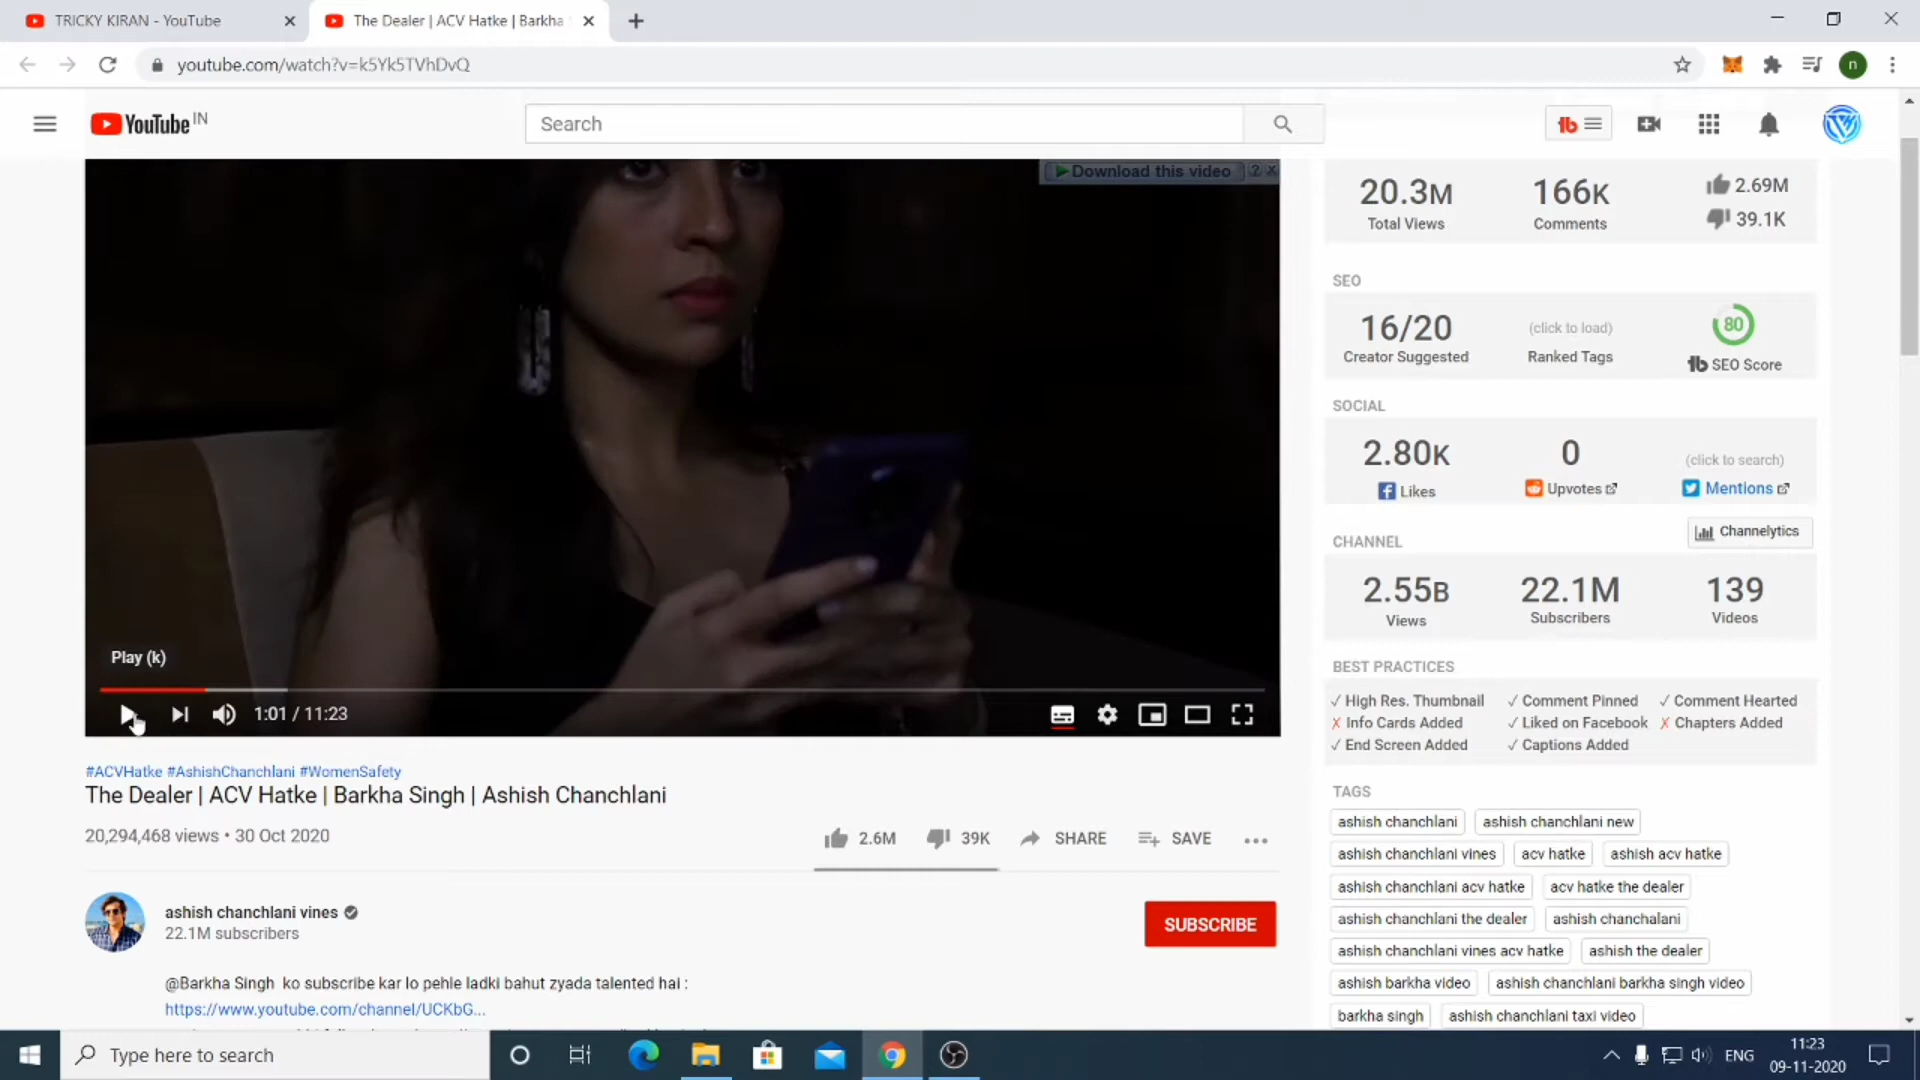 TRICKY KIRAN - YouTube
The Dealer | ACV Hatke | Barkha
youtube.com/watch?v=k5Yk5TVhDvQ
n
YouTube IN
Search
tb
Download this video ? x
20.3M 166K 2.69M
Total Views Comments 39.1K
SEO
16/20 (click to load) 80
Creator Suggested Ranked Tags tb SEO Score
SOCIAL
2.80K 0 (click to search)
Likes Upvotes Mentions
CHANNEL Channelytics
2.55B 22.1M 139
Views Subscribers Videos
BEST PRACTICES
✓ High Res. Thumbnail ✓ Comment Pinned ✓ Comment Hearted
✗ Info Cards Added ✓ Liked on Facebook ✗ Chapters Added
✓ End Screen Added ✓ Captions Added
TAGS
ashish chanchlani ashish chanchlani new
ashish chanchlani vines acv hatke ashish acv hatke
ashish chanchlani acv hatke acv hatke the dealer
ashish chanchlani the dealer ashish chanchalani
ashish chanchlani vines acv hatke ashish the dealer
ashish barkha video ashish chanchlani barkha singh video
barkha singh ashish chanchlani taxi video
Play (k)
1:01 / 11:23
#ACVHatke #AshishChanchlani #WomenSafety
The Dealer | ACV Hatke | Barkha Singh | Ashish Chanchlani
20,294,468 views • 30 Oct 2020
2.6M 39K SHARE SAVE
ashish chanchlani vines
22.1M subscribers
SUBSCRIBE
@Barkha Singh ko subscribe kar lo pehle ladki bahut zyada talented hai :
https://www.youtube.com/channel/UCKbG...
Type here to search
ENG
11:23
09-11-2020